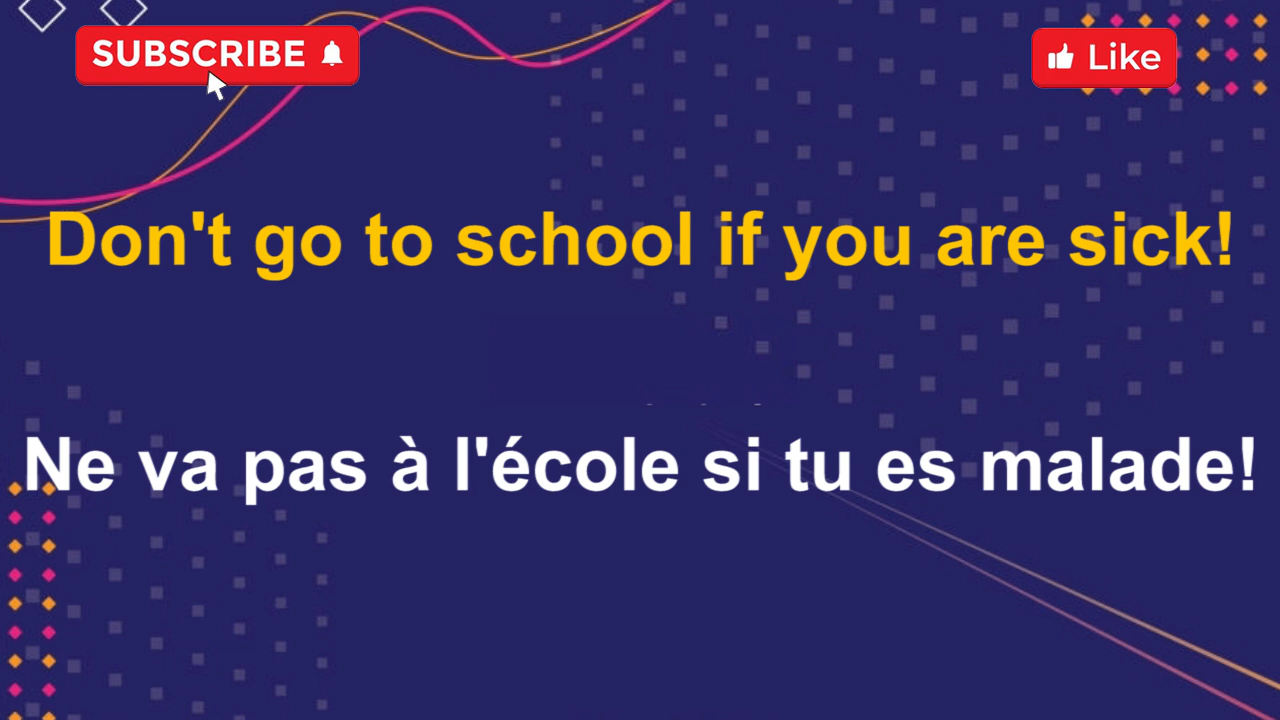 SUBSCRIBE
Like
Don't go to school if you are sick!
Ne va pas à l'école si tu es malade!